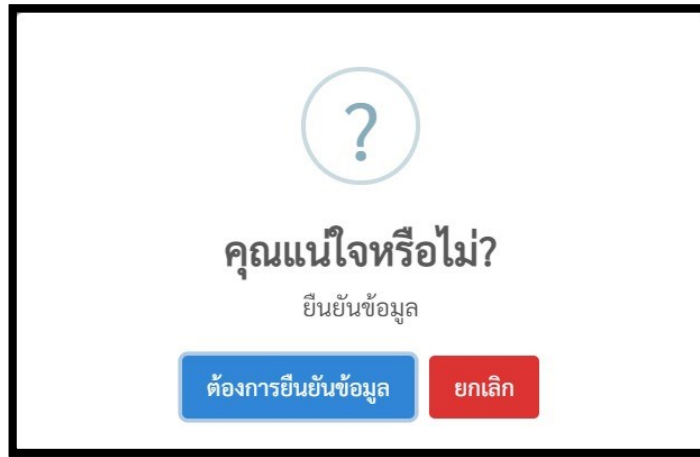 ?
คุณแน่ใจหรือไม่?
ยืนยันข้อมูล
ต้องการยืนยันข้อมูล ยกเลิก